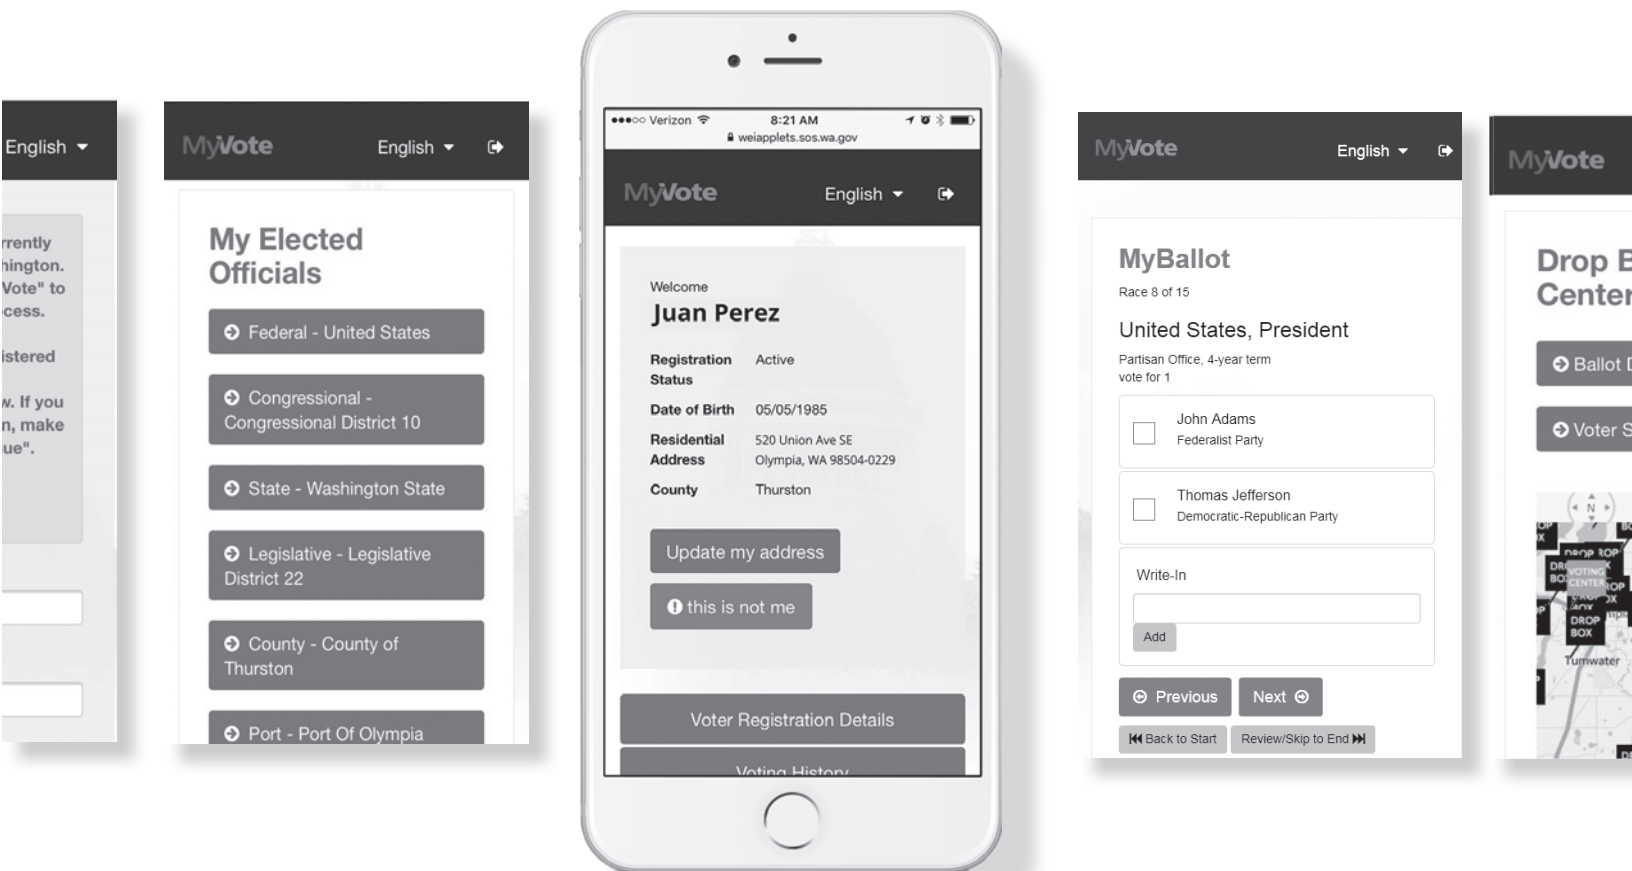 English
rrently
hington.
Vote" to
cess.
istered
w. If you
n, make
ue".
MyVote English
My Elected
Officials
Federal - United States
Congressional -
Congressional District 10
State - Washington State
Legislative - Legislative
District 22
County - County of
Thurston
Port - Port Of Olympia
Verizon 8:21 AM
weiapplets.sos.wa.gov
MyVote English
Welcome
Juan Perez
Registration Active
Status
Date of Birth 05/05/1985
Residential 520 Union Ave SE
Address Olympia, WA 98504-0229
County Thurston
Update my address
this is not me
Voter Registration Details
Voting History
MyVote English
MyBallot
Race 8 of 15
United States, President
Partisan Office, 4-year term
vote for 1
John Adams
Federalist Party
Thomas Jefferson
Democratic-Republican Party
Write-In
Add
Previous Next
Back to Start Review/Skip to End
MyVote
Drop B
Center
Ballot D
Voter S
N
DROP
VOTING
CENTER
DROP
BOX
Tumwater